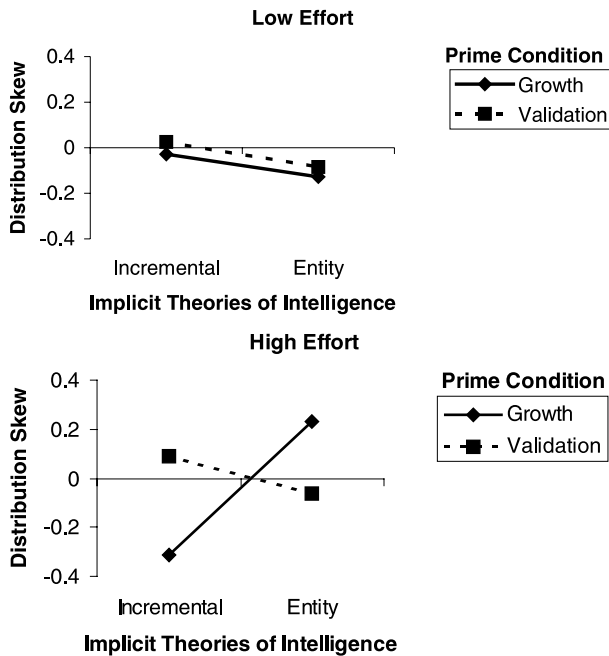 Low Effort
Prime Condition
Growth
Validation
Distribution Skew
0.4
0.2
0
-0.2
-0.4
Incremental Entity
Implicit Theories of Intelligence
High Effort
Prime Condition
Growth
Validation
Distribution Skew
0.4
0.2
0
-0.2
-0.4
Incremental Entity
Implicit Theories of Intelligence